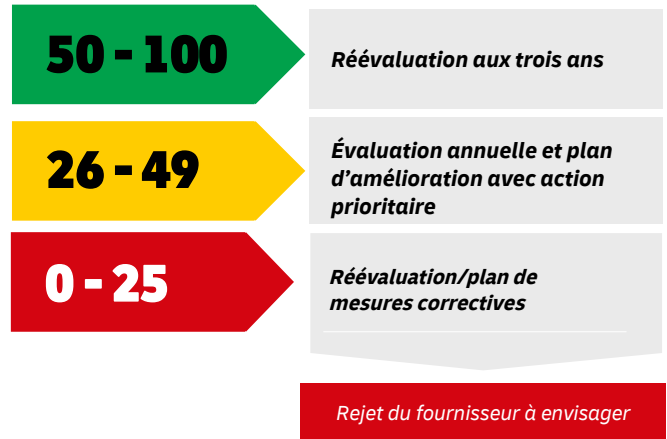 50 - 100
Réévaluation aux trois ans
26 - 49
Évaluation annuelle et plan
d’amélioration avec action
prioritaire
0 - 25
Réévaluation/plan de
mesures correctives
Rejet du fournisseur à envisager